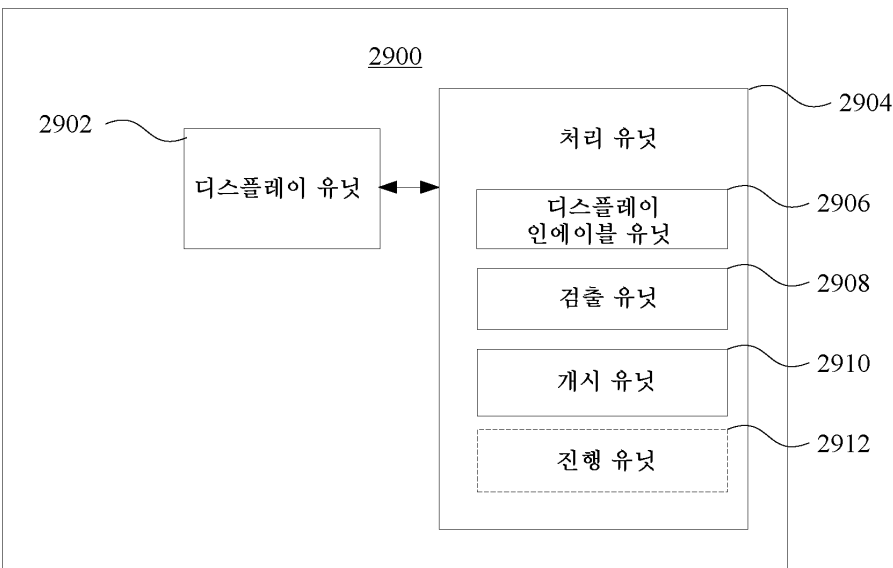 2900
2902
2904
처리 유닛
디스플레이 유닛
디스플레이
인에이블 유닛
2906
검출 유닛
2908
개시 유닛
2910
진행 유닛
2912